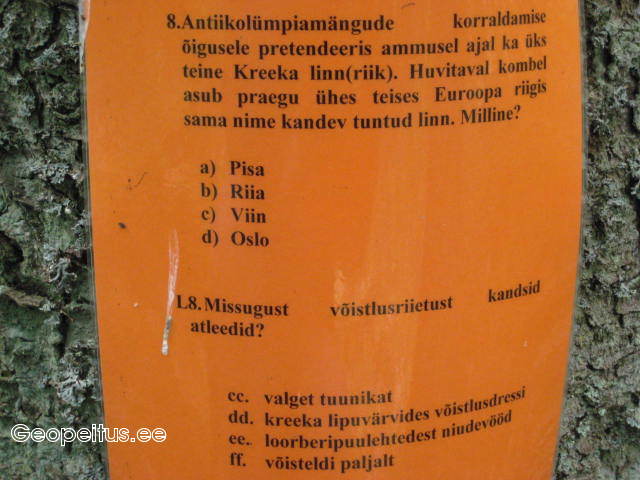 8.Antiikolümpiamängude korraldamise
õigusele pretendeeris ammusel ajal ka üks
teine Kreeka linn(riik). Huvitaval kombel
asub praegu ühes teises Euroopa riigis
sama nime kandev tuntud linn. Milline?
a) Pisa
b) Riia
c) Viin
d) Oslo
L8.Missugust võistlusriietust kandsid
atleedid?
cc. valget tuunikat
dd. kreeka lipuvärvides võistlusdressi
ee. loorberipuulehtedest niudevööd
ff. võisteldi paljalt
Geopeitus.ee